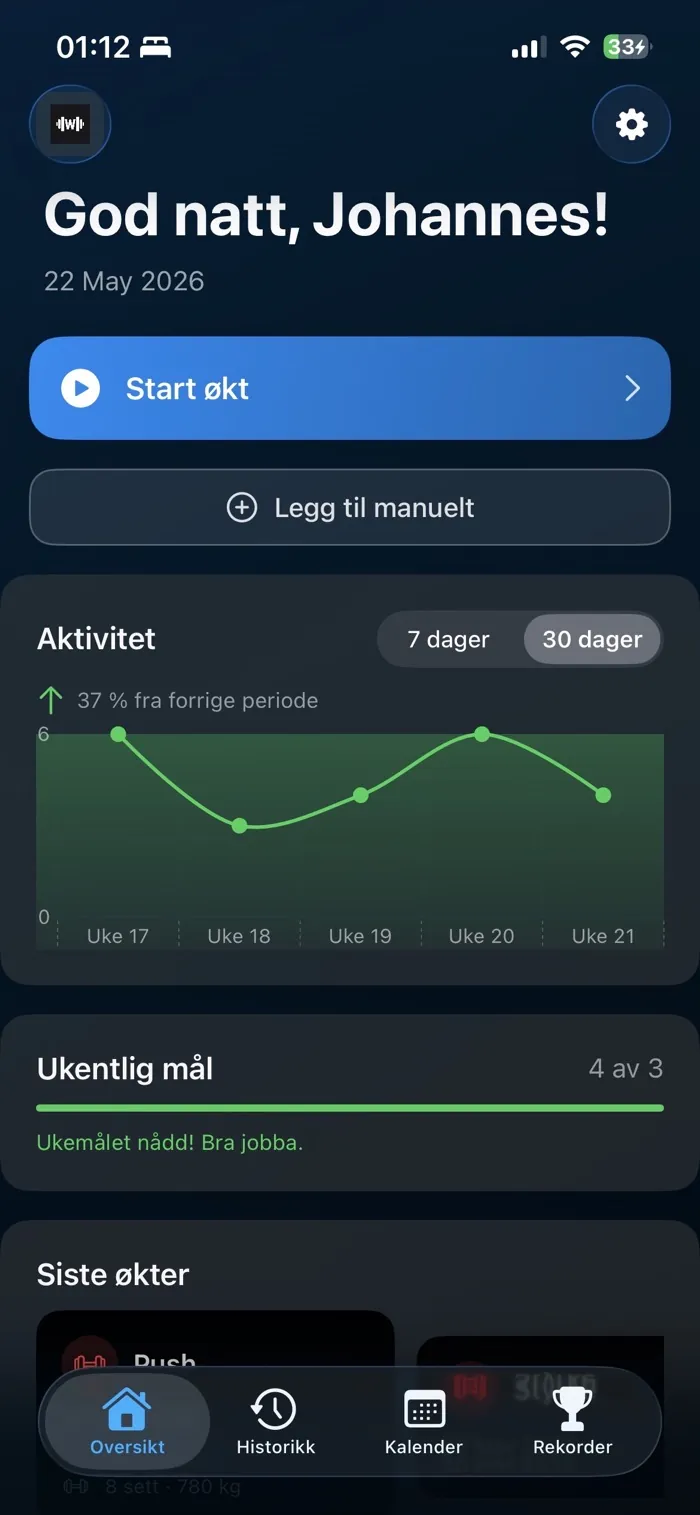 01:12
33
W
God natt, Johannes!
22 May 2026
Start økt
Legg til manuelt
Aktivitet
7 dager
30 dager
37 % fra forrige periode
6
0
Uke 17
Uke 18
Uke 19
Uke 20
Uke 21
Ukentlig mål
4 av 3
Ukemålet nådd! Bra jobba.
Siste økter
Push
Oversikt
Historikk
Kalender
Rekorder
8 sett · 780 kg